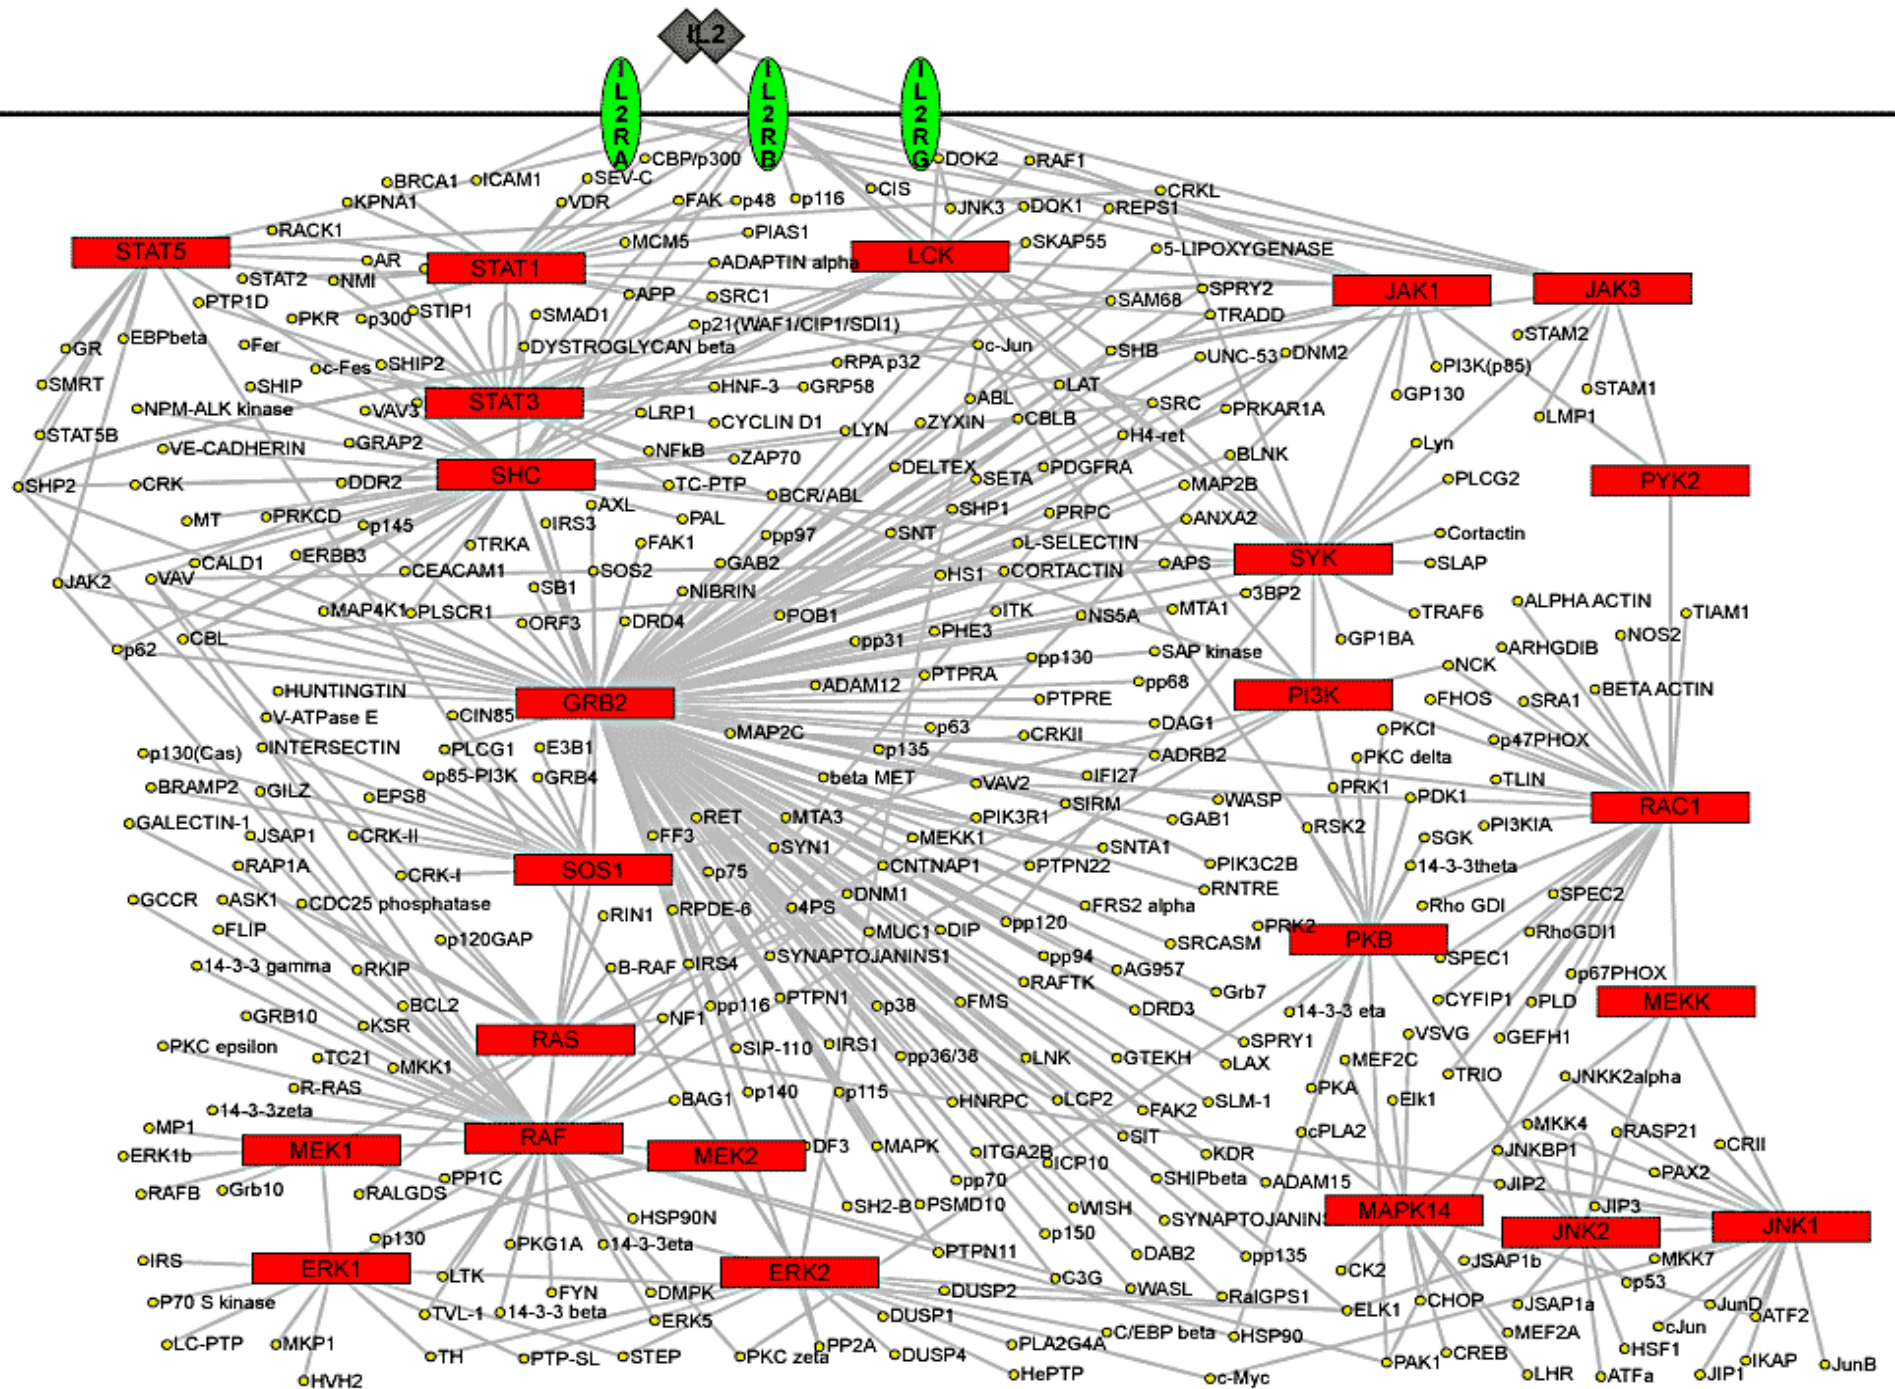 IL2
IL2RA
IL2RB
IL2RG
CBP/p300
DOK2
RAF1
BRCA1
ICAM1
SEV-C
CIS
CRKL
KPNA1
VDR
FAK
p48
p116
JNK3
DOK1
REPS1
RACK1
PIAS1
STAT5
MCM5
LCK
SKAP55
5-LIPOXYGENASE
AR
STAT1
ADAPTIN alpha
STAT2
NMI
JAK1
JAK3
PTP1D
APP
SRC1
SAM68
SPRY2
PKR
p300
STIP1
SMAD1
p21(WAF1/CIP1/SDI1)
TRADD
EBPbeta
Fer
DYSTROGLYCAN beta
c-Jun
STAM2
GR
c-Fes
SHIP2
RPA p32
SHB
UNC-53
DNM2
PI3K(p85)
SMRT
SHIP
HNF-3
GRP58
LAT
GP130
STAM1
NPM-ALK kinase
VAV3
STAT3
LRP1
CYCLIN D1
ABL
SRC
PRKAR1A
LMP1
STAT5B
VE-CADHERIN
GRAP2
NFkB
LYN
ZYXIN
CBLB
H4-ret
Lyn
ZAP70
BLNK
SHP2
CRK
DDR2
SHC
TC-PTP
BCR/ABL
DELTEX
SETA
PDGFRA
MAP2B
PLCG2
PYK2
MT
PRKCD
p145
AXL
IRS3
PAL
SHP1
PRPC
ANXA2
TRKA
FAK1
pp97
SNT
L-SELECTIN
Cortactin
CALD1
ERBB3
CEACAM1
SOS2
GAB2
HS1
CORTACTIN
APS
SYK
SLAP
JAK2
VAV
SB1
NIBRIN
3BP2
MAP4K1
PLSCR1
ORF3
DRD4
POB1
ITK
NS5A
MTA1
TRAF6
ALPHA ACTIN
TIAM1
p62
CBL
pp31
PHE3
GP1BA
NOS2
pp130
SAP kinase
ARHGDIB
NCK
HUNTINGTIN
GRB2
ADAM12
PTPRA
pp68
PI3K
FHOS
SRA1
BETA ACTIN
V-ATPase E
CIN85
PTPRE
p130(Cas)
INTERSECTIN
PLCG1
E3B1
MAP2C
p135
p63
CRKII
DAG1
PKCI
p47PHOX
BRAMP2
GILZ
p85-PI3K
GRB4
beta MET
VAV2
IFI27
ADRB2
PKC delta
TLIN
EPS8
PRK1
PDK1
GALECTIN-1
JSAP1
CRK-II
RET
MTA3
PIK3R1
SIRM
WASP
GAB1
RAC1
FF3
SYN1
MEKK1
RSK2
SGK
PI3KIA
RAP1A
CRK-I
SOS1
p75
CNTNAP1
PTPN22
SNTA1
PIK3C2B
14-3-3theta
RNTRE
GCCR
ASK1
CDC25 phosphatase
RIN1
RPDE-6
4PS
DNM1
FRS2 alpha
Rho GDI
SPEC2
FLIP
p120GAP
MUC1
DIP
pp120
SRCASM
PRK2
PKB
RhoGDI1
14-3-3 gamma
RKIP
B-RAF
IRS4
SYNAPTOJANINS1
pp94
AG957
SPEC1
p67PHOX
BCL2
pp116
PTPN1
p38
FMS
RAFTK
Grb7
DRD3
14-3-3 eta
CYFIP1
PLD
MEKK
GRB10
KSR
RAS
NF1
SPRY1
VSVG
GEFH1
PKC epsilon
TC21
MKK1
SIP-110
IRS1
pp36/38
LNK
GTEKH
LAX
MEF2C
TRIO
JNKK2alpha
R-RAS
PKA
14-3-3zeta
BAG1
p140
p115
HNRPC
LCP2
FAK2
SLM-1
Elk1
MP1
cPLA2
MKK4
RASP21
CRII
ERK1b
MEK1
RAF
MEK2
DF3
MAPK
ITGA2B
SIT
KDR
JNKBP1
PAX2
RAFB
Grb10
RALGDS
PP1C
pp70
ICP10
SHIPbeta
ADAM15
JIP2
SH2-B
PSMD10
WISH
SYNAPTOJANINS
MAPK14
JIP3
HSP90N
JNK2
JNK1
p130
PKG1A
14-3-3eta
p150
DAB2
pp135
PTPN11
JSAP1b
MKK7
IRS
ERK1
LTK
ERK2
C3G
WASL
CK2
p53
P70 S kinase
FYN
DMPK
DUSP2
RalGPS1
CHOP
JSAP1a
JunD
TVL-1
14-3-3 beta
ERK5
DUSP1
ELK1
ATF2
LC-PTP
MKP1
C/EBP beta
HSP90
MEF2A
cJun
TH
PTP-SL
STEP
PKC zeta
PP2A
DUSP4
PLA2G4A
PAK1
CREB
HSF1
IKAP
JunB
HVH2
HePTP
c-Myc
LHR
ATFa
JIP1